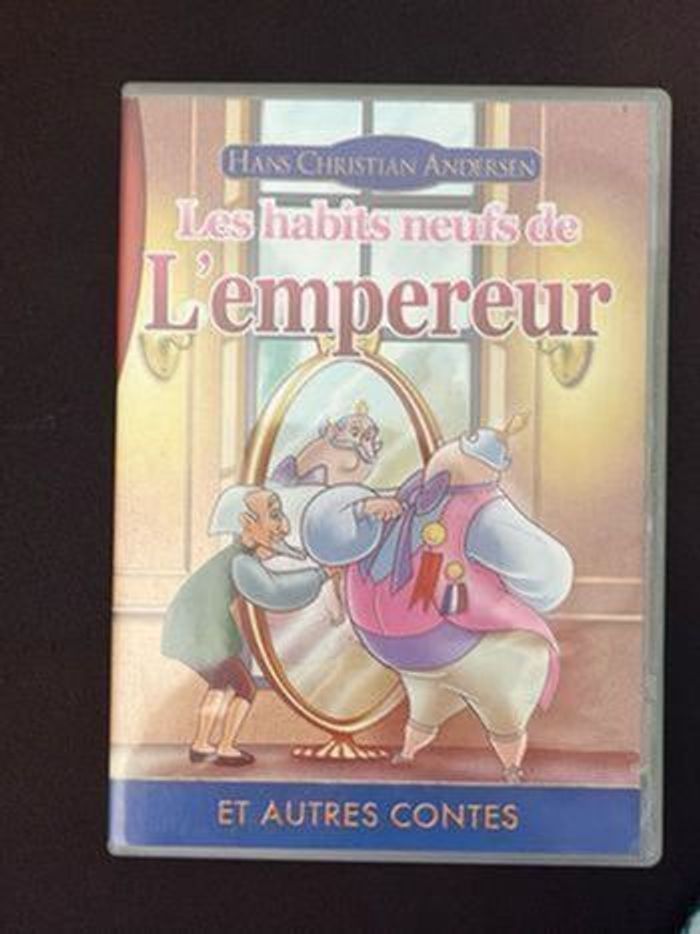 HANS CHRISTIAN ANDERSEN
Les habits neufs de
L'empereur
ET AUTRES CONTES